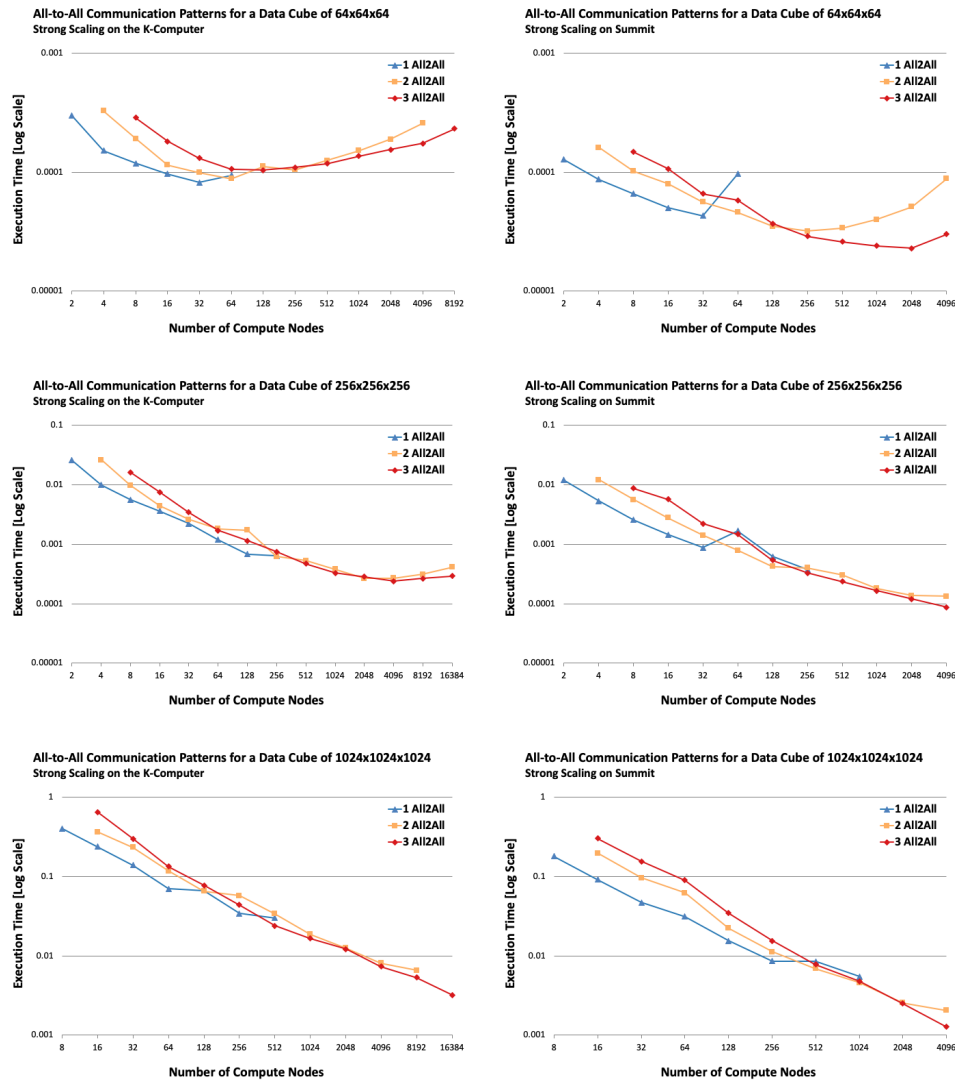 All-to-All Communication Patterns for a Data Cube of 64x64x64
Strong Scaling on the K-Computer
0.001
0.0001
0.00001
Execution Time [Log Scale]
1 All2All
2 All2All
3 All2All
2 4 8 16 32 64 128 256 512 1024 2048 4096 8192
Number of Compute Nodes
All-to-All Communication Patterns for a Data Cube of 64x64x64
Strong Scaling on Summit
0.001
0.0001
0.00001
Execution Time [Log Scale]
1 All2All
2 All2All
3 All2All
2 4 8 16 32 64 128 256 512 1024 2048 4096
Number of Compute Nodes
All-to-All Communication Patterns for a Data Cube of 256x256x256
Strong Scaling on the K-Computer
0.1
0.01
0.001
0.0001
0.00001
Execution Time [Log Scale]
1 All2All
2 All2All
3 All2All
2 4 8 16 32 64 128 256 512 1024 2048 4096 8192 16384
Number of Compute Nodes
All-to-All Communication Patterns for a Data Cube of 256x256x256
Strong Scaling on Summit
0.1
0.01
0.001
0.0001
0.00001
Execution Time [Log Scale]
1 All2All
2 All2All
3 All2All
2 4 8 16 32 64 128 256 512 1024 2048 4096
Number of Compute Nodes
All-to-All Communication Patterns for a Data Cube of 1024x1024x1024
Strong Scaling on the K-Computer
1
0.1
0.01
0.001
Execution Time [Log Scale]
1 All2All
2 All2All
3 All2All
8 16 32 64 128 256 512 1024 2048 4096 8192 16384
Number of Compute Nodes
All-to-All Communication Patterns for a Data Cube of 1024x1024x1024
Strong Scaling on Summit
1
0.1
0.01
0.001
Execution Time [Log Scale]
1 All2All
2 All2All
3 All2All
8 16 32 64 128 256 512 1024 2048 4096
Number of Compute Nodes